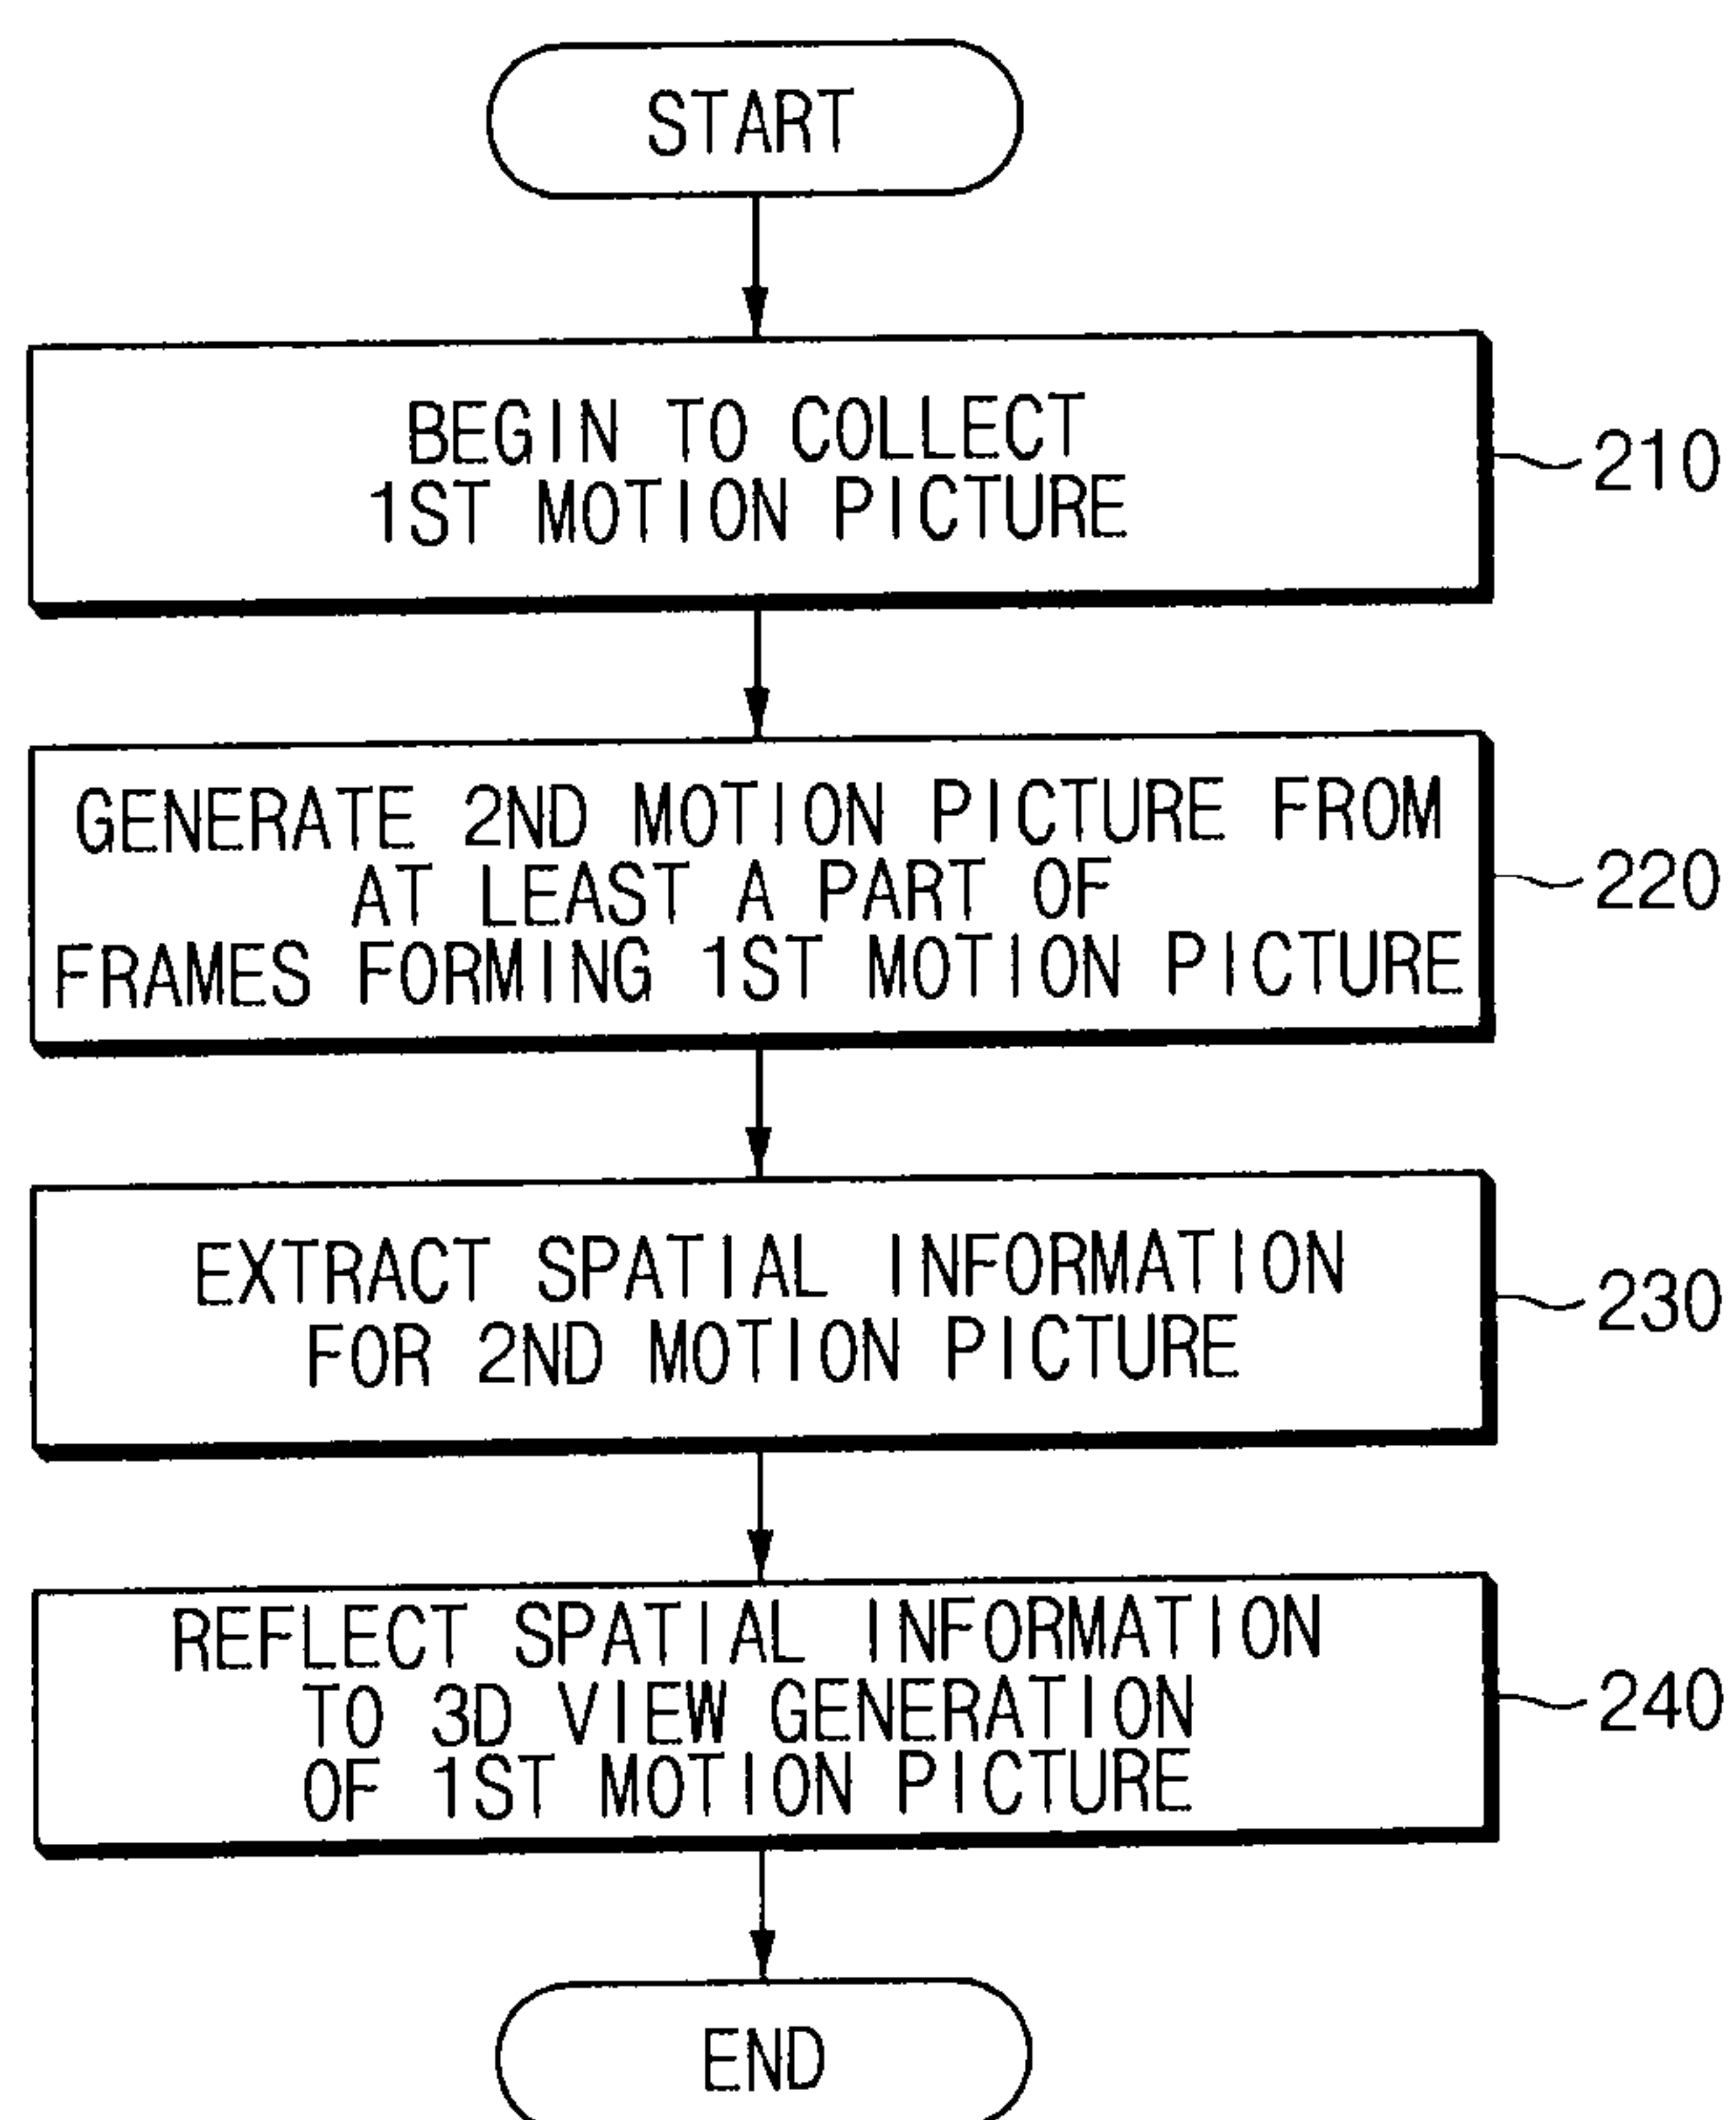 START
BEGIN TO COLLECT
1ST MOTION PICTURE
210
GENERATE 2ND MOTION PICTURE FROM
AT LEAST A PART OF
FRAMES FORMING 1ST MOTION PICTURE
220
EXTRACT SPATIAL INFORMATION
FOR 2ND MOTION PICTURE
230
REFLECT SPATIAL INFORMATION
TO 3D VIEW GENERATION
OF 1ST MOTION PICTURE
240
END